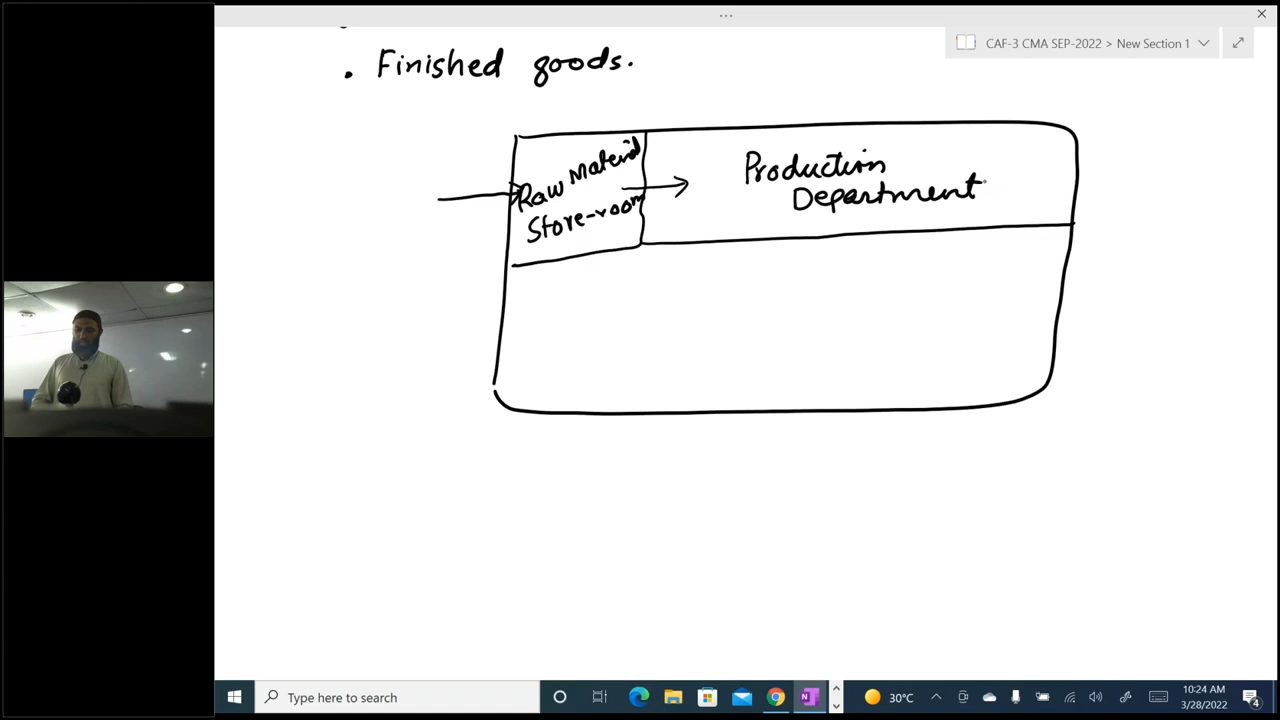 CAF-3 CMA SEP-2022 > New Section 1
. Finished goods.
Raw Material
Store-room
Production
Department
Type here to search
30°C
10:24 AM
3/28/2022
4